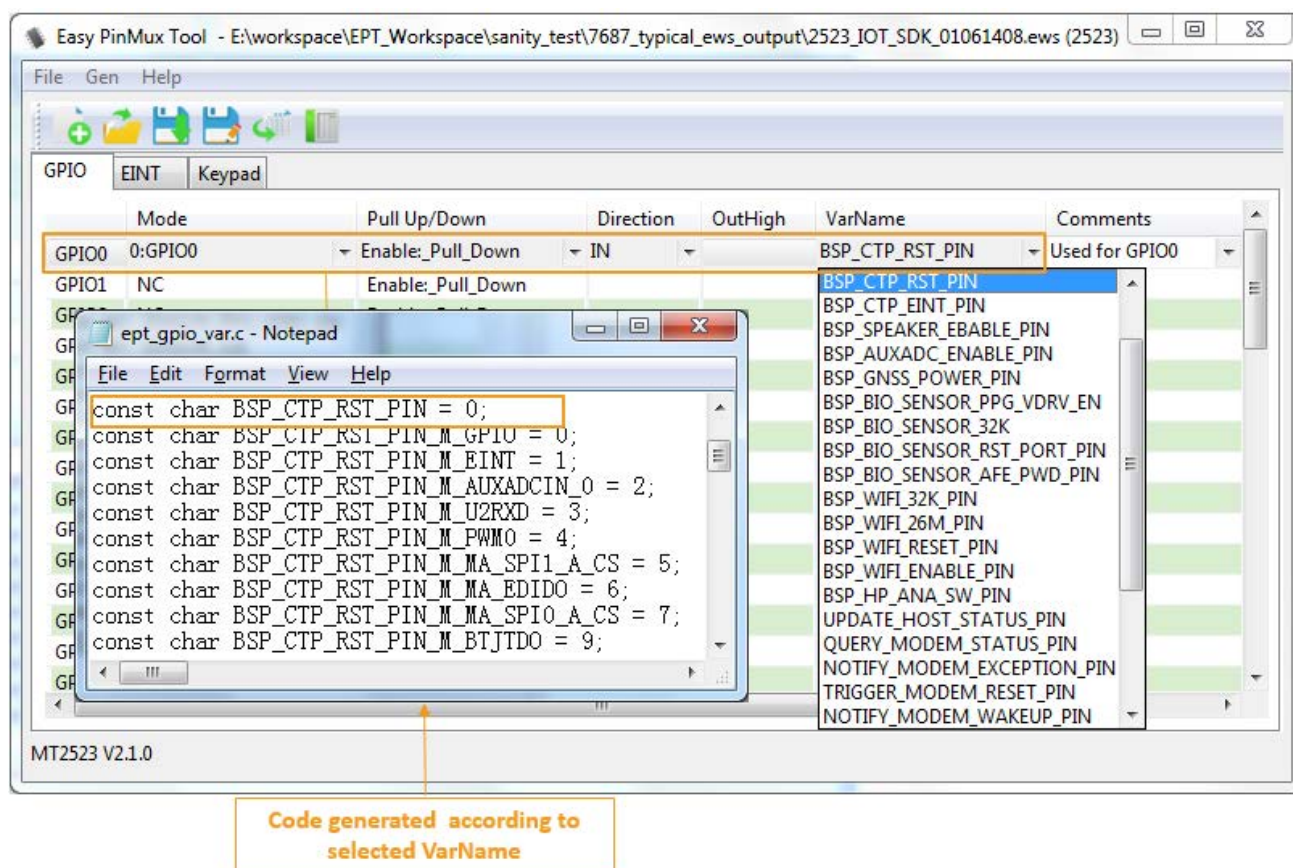 Easy PinMux Tool - E:\workspace\EPT_Workspace\sanity_test\7687_typical_ews_output\2523_IOT_SDK_01061408.ews (2523)
File Gen Help
GPIO EINT Keypad
Mode Pull Up/Down Direction OutHigh VarName Comments
GPIO0 0:GPIO0 Enable:_Pull_Down IN BSP_CTP_RST_PIN Used for GPIO0
GPIO1 NC Enable:_Pull_Down
ept_gpio_var.c - Notepad
File Edit Format View Help
const char BSP_CTP_RST_PIN = 0;
const char BSP_CTP_RST_PIN_M_GPIO = 0;
const char BSP_CTP_RST_PIN_M_EINT = 1;
const char BSP_CTP_RST_PIN_M_AUXADCIN_0 = 2;
const char BSP_CTP_RST_PIN_M_U2RXD = 3;
const char BSP_CTP_RST_PIN_M_PWM0 = 4;
const char BSP_CTP_RST_PIN_M_MA_SPI1_A_CS = 5;
const char BSP_CTP_RST_PIN_M_MA_EDIDO = 6;
const char BSP_CTP_RST_PIN_M_MA_SPI0_A_CS = 7;
const char BSP_CTP_RST_PIN_M_BTJTDO = 9;
BSP_CTP_RST_PIN
BSP_CTP_EINT_PIN
BSP_SPEAKER_EBABLE_PIN
BSP_AUXADC_ENABLE_PIN
BSP_GNSS_POWER_PIN
BSP_BIO_SENSOR_PPG_VDRV_EN
BSP_BIO_SENSOR_32K
BSP_BIO_SENSOR_RST_PORT_PIN
BSP_BIO_SENSOR_AFE_PWD_PIN
BSP_WIFI_32K_PIN
BSP_WIFI_26M_PIN
BSP_WIFI_RESET_PIN
BSP_WIFI_ENABLE_PIN
BSP_HP_ANA_SW_PIN
UPDATE_HOST_STATUS_PIN
QUERY_MODEM_STATUS_PIN
NOTIFY_MODEM_EXCEPTION_PIN
TRIGGER_MODEM_RESET_PIN
NOTIFY_MODEM_WAKEUP_PIN
MT2523 V2.1.0
Code generated according to
selected VarName